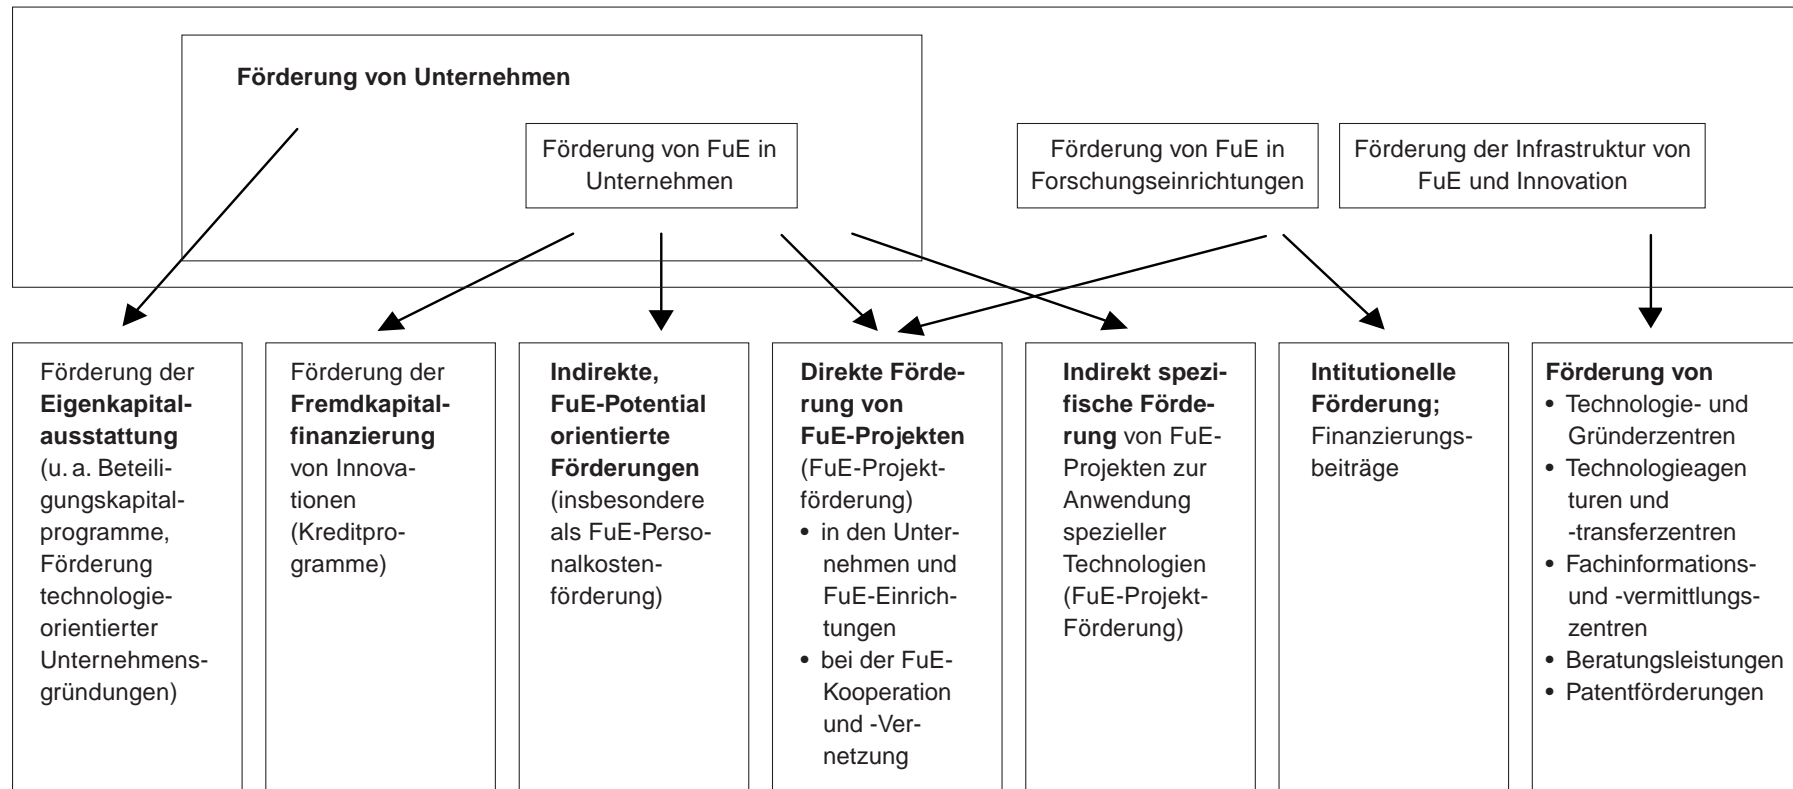 Förderung von Unternehmen
Förderung von FuE in
Unternehmen
Förderung von FuE in
Forschungseinrichtungen
Förderung der Infrastruktur von
FuE und Innovation
Förderung der
Eigenkapital-
ausstattung
(u. a. Beteili-
gungskapital-
programme,
Förderung
technologie-
orientierter
Unternehmens-
gründungen)
Förderung der
Fremdkapital-
finanzierung
von Innova-
tionen
(Kreditpro-
gramme)
Indirekte,
FuE-Potential
orientierte
Förderungen
(insbesondere
als FuE-Perso-
nalkosten-
förderung)
Direkte Förde-
rung von
FuE-Projekten
(FuE-Projekt-
förderung)
• in den Unter-
nehmen und
FuE-Einrich-
tungen
• bei der FuE-
Kooperation
und -Ver-
netzung
Indirekt spezi-
fische Förde-
rung von FuE-
Projekten zur
Anwendung
spezieller
Technologien
(FuE-Projekt-
Förderung)
Intitutionelle
Förderung;
Finanzierungs-
beiträge
Förderung von
• Technologie- und
Gründerzentren
• Technologieagen
turen und
-transferzentren
• Fachinformations-
und -vermittlungs-
zentren
• Beratungsleistungen
• Patentförderungen